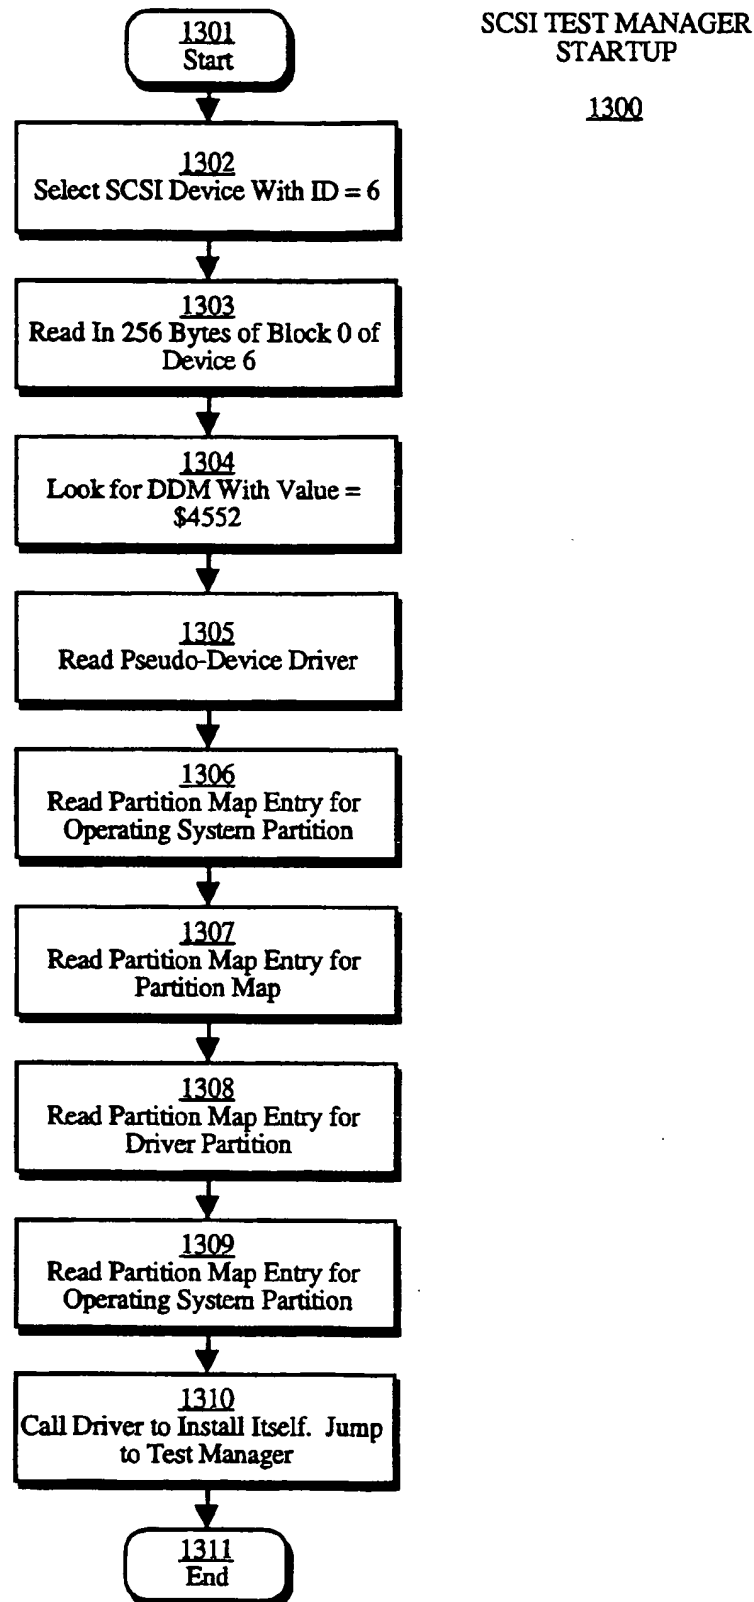 SCSI TEST MANAGER
STARTUP
1300
1301
Start
1302
Select SCSI Device With ID = 6
1303
Read In 256 Bytes of Block 0 of
Device 6
1304
Look for DDM With Value =
$4552
1305
Read Pseudo-Device Driver
1306
Read Partition Map Entry for
Operating System Partition
1307
Read Partition Map Entry for
Partition Map
1308
Read Partition Map Entry for
Driver Partition
1309
Read Partition Map Entry for
Operating System Partition
1310
Call Driver to Install Itself. Jump
to Test Manager
1311
End